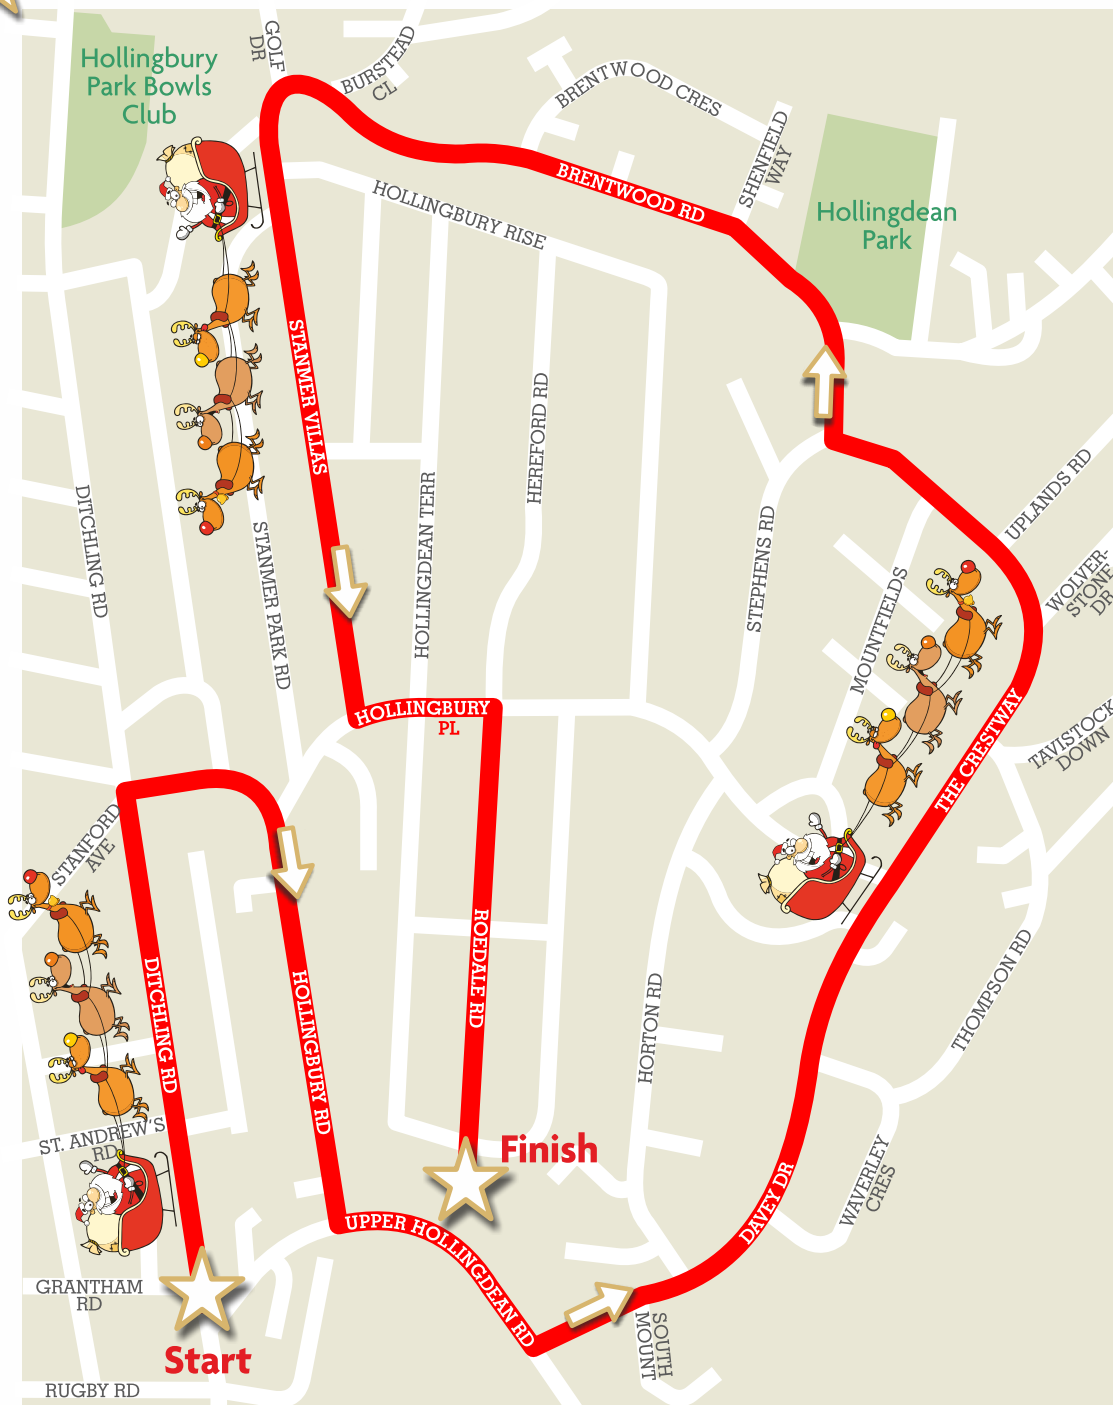 GOLF
DR
BURSTEAD
CL
Hollingbury
Park Bowls
Club
BRENTWOOD CRES
SHENFIELD
WAY
BRENTWOOD RD
HOLLINGBURY RISE
Hollingdean
Park
STANMER VILLAS
HEREFORD RD
DITCHLING RD
HOLLINGDEAN TERR
STANMER PARK RD
STEPHENS RD
UPLANDS RD
WOLVER-
STONE
DR
MOUNTFIELDS
HOLLINGBURY
PL
THE CRESTWAY
TAVISTOCK
DOWN
STANFORD
AVE
DITCHLING RD
HOLLINGBURY RD
ROEDALE RD
HORTON RD
THOMPSON RD
ST. ANDREW'S
RD
Finish
WAVERLEY
CRES
DAVEY DR
UPPER HOLLINGDEAN RD
GRANTHAM
RD
SOUTH
MOUNT
Start
RUGBY RD